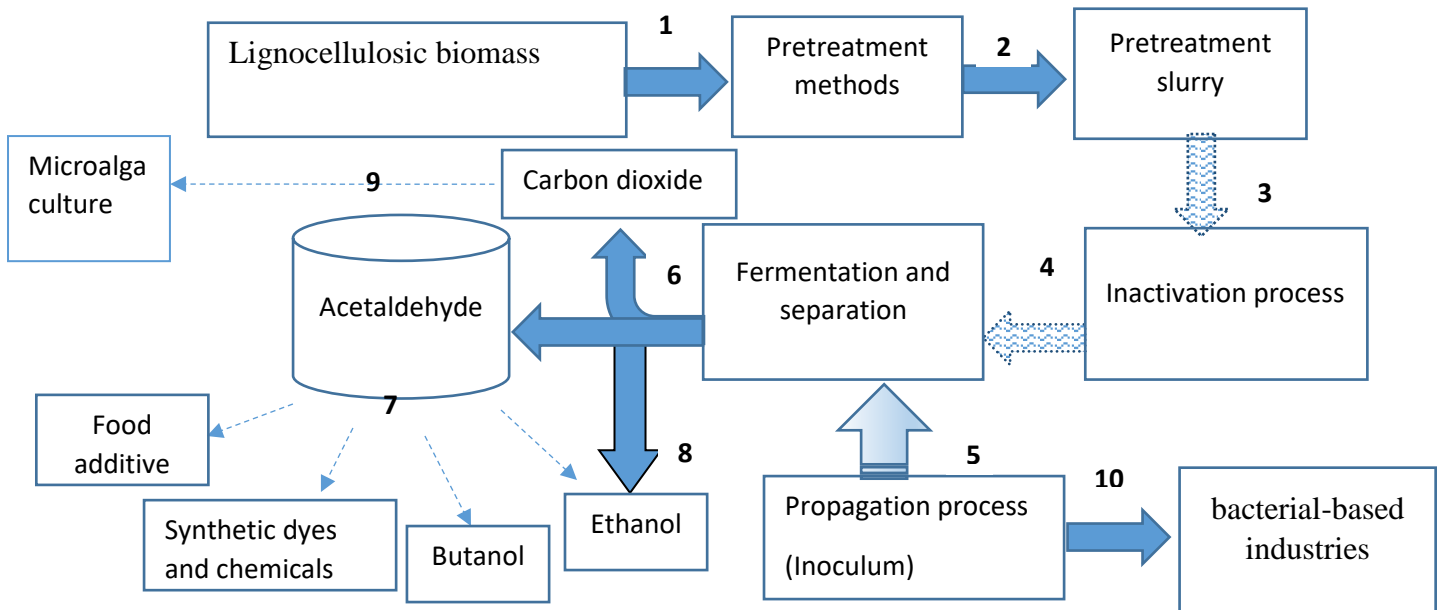 1
Lignocellulosic biomass
Pretreatment
methods
2
Pretreatment
slurry
3
Microalga
culture
9
Carbon dioxide
Acetaldehyde
6
Fermentation and
separation
4
Inactivation process
7
Food
additive
Synthetic dyes
and chemicals
Butanol
8
Ethanol
5
Propagation process
(Inoculum)
10
bacterial-based
industries